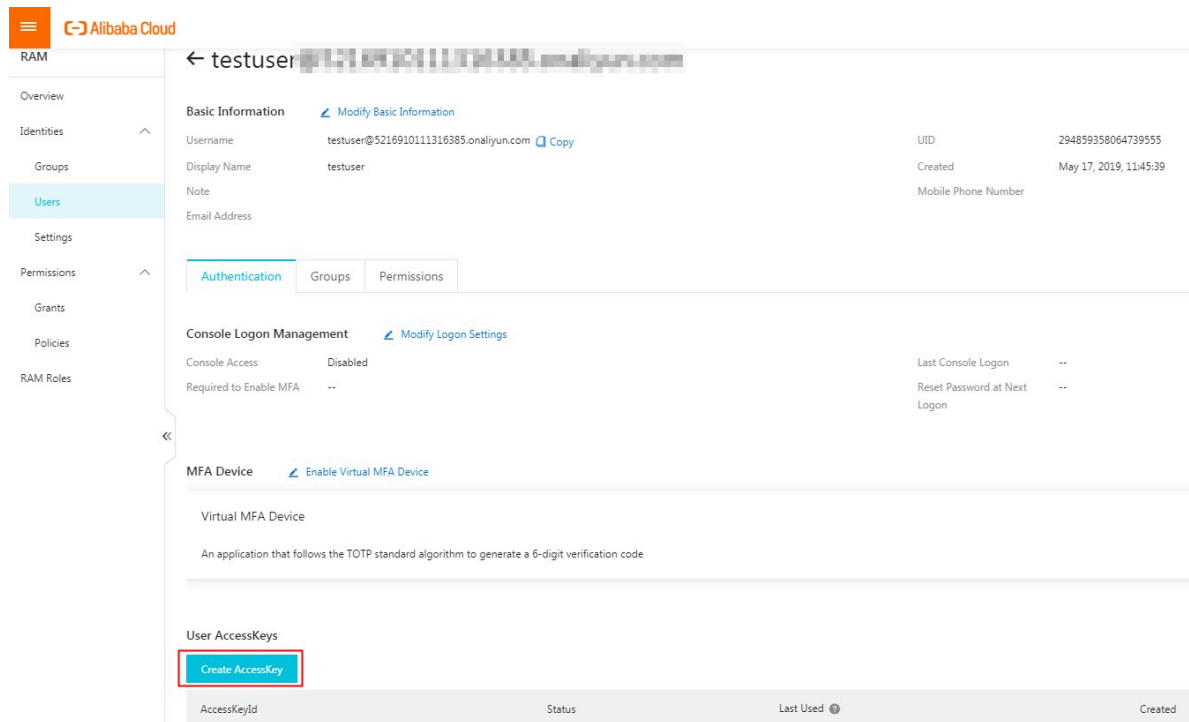 Alibaba Cloud
RAM
← testuser
Overview
Basic Information Modify Basic Information
Identities
Username testuser@5216910111316385.onaliyun.com Copy UID 294859358064739555
Groups
Display Name testuser Created May 17, 2019, 11:45:39
Note Mobile Phone Number
Users
Email Address
Settings
Permissions
Authentication Groups Permissions
Grants
Console Logon Management Modify Logon Settings
Policies
Console Access Disabled Last Console Logon --
RAM Roles
Required to Enable MFA -- Reset Password at Next Logon --
MFA Device Enable Virtual MFA Device
Virtual MFA Device
An application that follows the TOTP standard algorithm to generate a 6-digit verification code
User AccessKeys
Create AccessKey
AccessKeyId Status Last Used Created